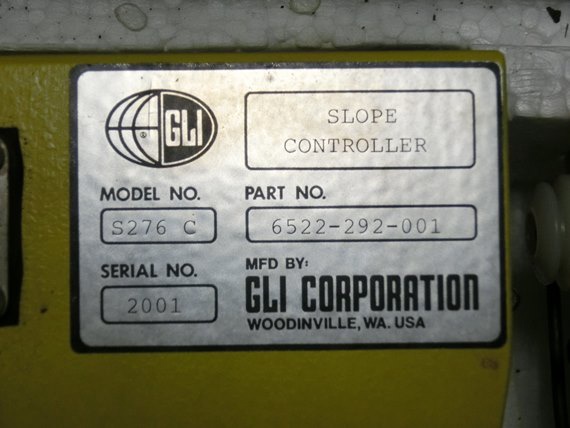 GLI
®
SLOPE
CONTROLLER
MODEL NO.
S276 C
PART NO.
6522-292-001
SERIAL NO.
2001
MFD BY:
GLI CORPORATION
WOODINVILLE, WA. USA